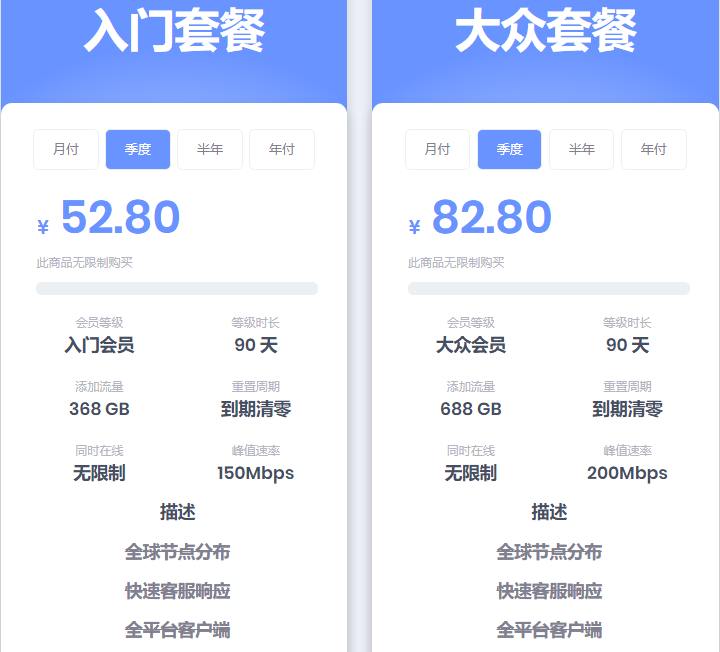 入门套餐
月付 季度 半年 年付
¥ 52.80
此商品无限制购买
会员等级 等级时长
入门会员 90 天
添加流量 重置周期
368 GB 到期清零
同时在线 峰值速率
无限制 150Mbps
描述
全球节点分布
快速客服响应
全平台客户端
大众套餐
月付 季度 半年 年付
¥ 82.80
此商品无限制购买
会员等级 等级时长
大众会员 90 天
添加流量 重置周期
688 GB 到期清零
同时在线 峰值速率
无限制 200Mbps
描述
全球节点分布
快速客服响应
全平台客户端